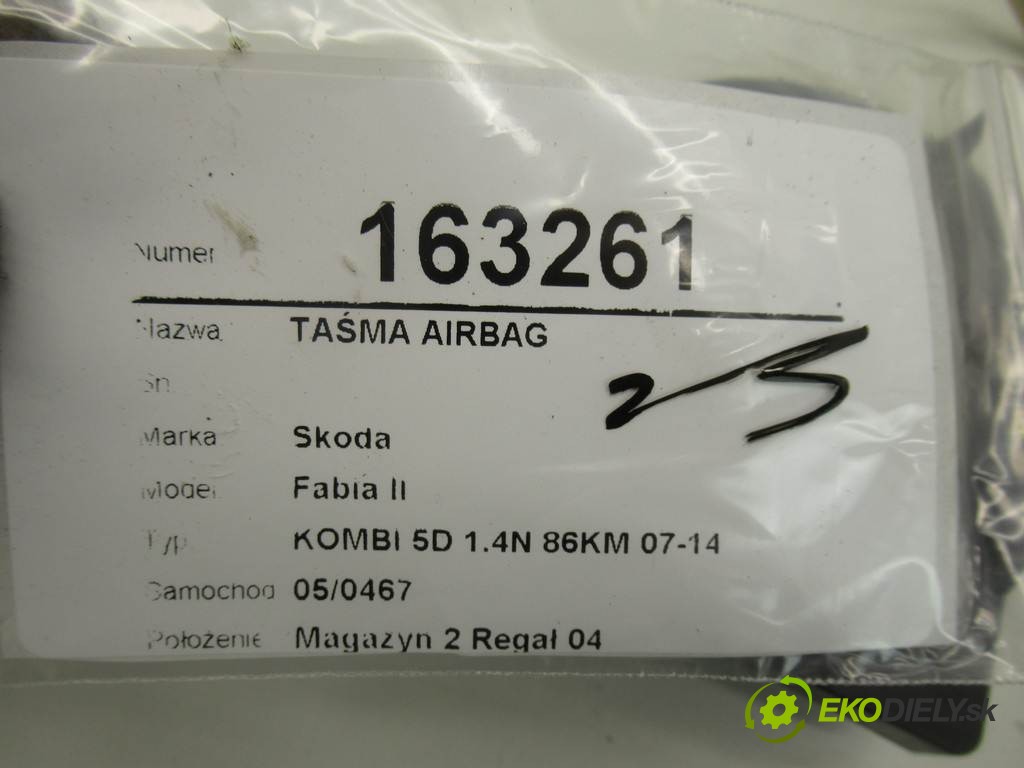 Numer 163261
Nazwa TAŚMA AIRBAG
Sn
Marka Skoda
Model Fabia II
Typ KOMBI 5D 1.4N 86KM 07-14
Samochod 05/0467
Położenie Magazyn 2 Regał 04
EKODIELY.sk